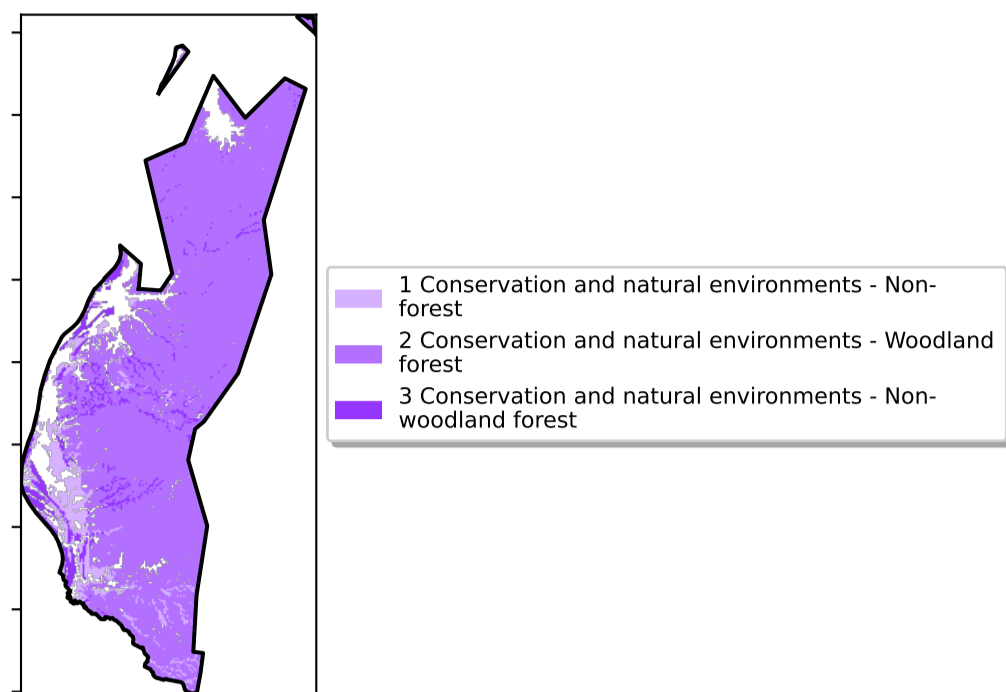 1 Conservation and natural environments - Non-
forest
2 Conservation and natural environments - Woodland
forest
3 Conservation and natural environments - Non-
woodland forest